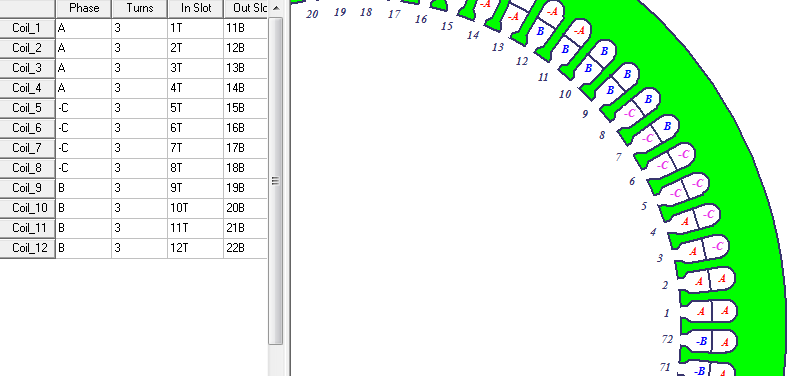 Phase Turns In Slot Out Slo
Coil_1 A 3 1T 11B
Coil_2 A 3 2T 12B
Coil_3 A 3 3T 13B
Coil_4 A 3 4T 14B
Coil_5 -C 3 5T 15B
Coil_6 -C 3 6T 16B
Coil_7 -C 3 7T 17B
Coil_8 -C 3 8T 18B
Coil_9 B 3 9T 19B
Coil_10 B 3 10T 20B
Coil_11 B 3 11T 21B
Coil_12 B 3 12T 22B
20
19
18
17
16
15
14
-A
13
-A
-A
12
B
-A
11
B
B
10
B
B
9
B
B
8
-C
B
7
-C
-C
6
-C
-C
5
-C
-C
4
A
-C
3
A
A
2
A
A
1
-B
A
72
-B
A
71